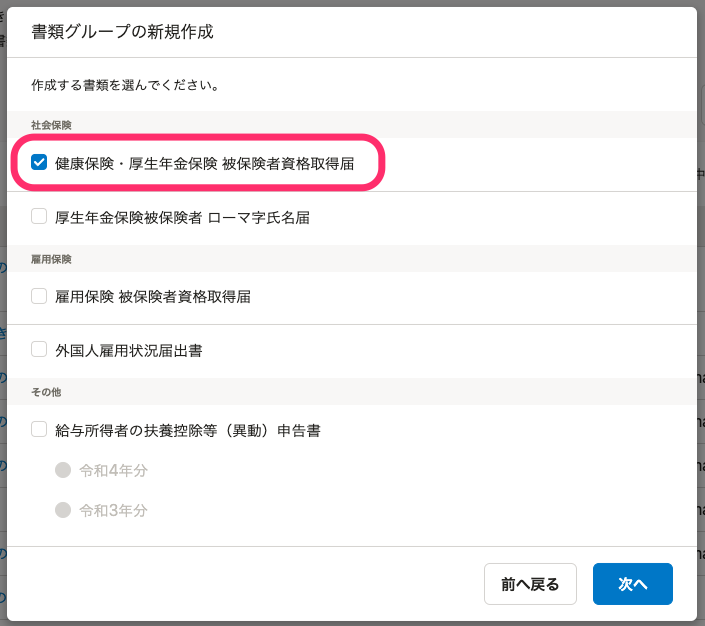 書類グループの新規作成
作成する書類を選んでください。
社会保険
健康保険・厚生年金保険 被保険者資格取得届
厚生年金保険被保険者 ローマ字氏名届
雇用保険
雇用保険 被保険者資格取得届
外国人雇用状況届出書
その他
給与所得者の扶養控除等（異動）申告書
令和4年分
令和3年分
前へ戻る
次へ